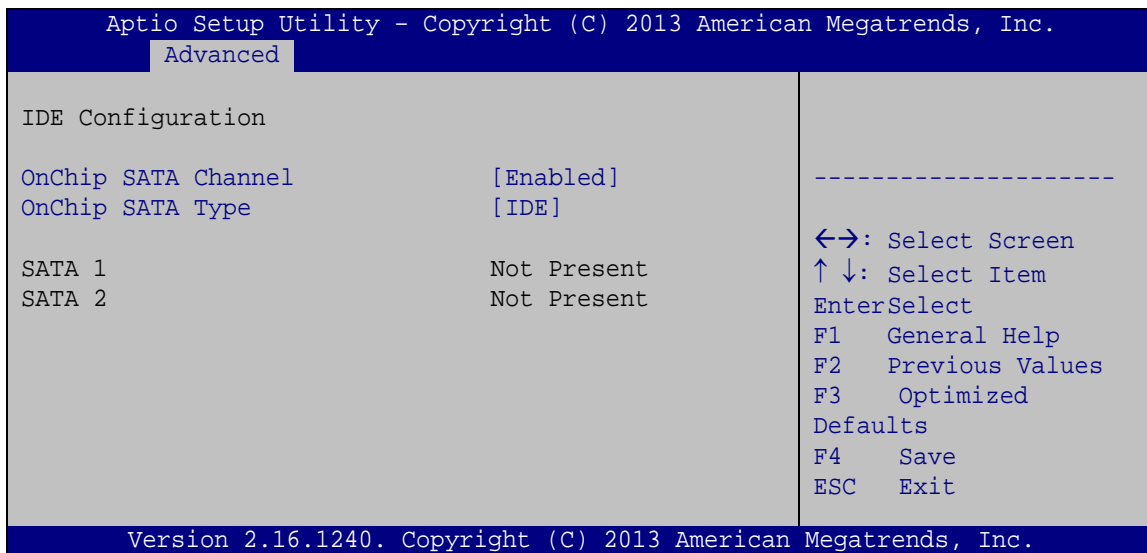 Aptio Setup Utility – Copyright (C) 2013 American Megatrends, Inc.
Advanced
IDE Configuration
OnChip SATA Channel [Enabled]
OnChip SATA Type [IDE]
SATA 1 Not Present
SATA 2 Not Present
---------------------
←→: Select Screen
↑ ↓: Select Item
EnterSelect
F1 General Help
F2 Previous Values
F3 Optimized
Defaults
F4 Save
ESC Exit
Version 2.16.1240. Copyright (C) 2013 American Megatrends, Inc.